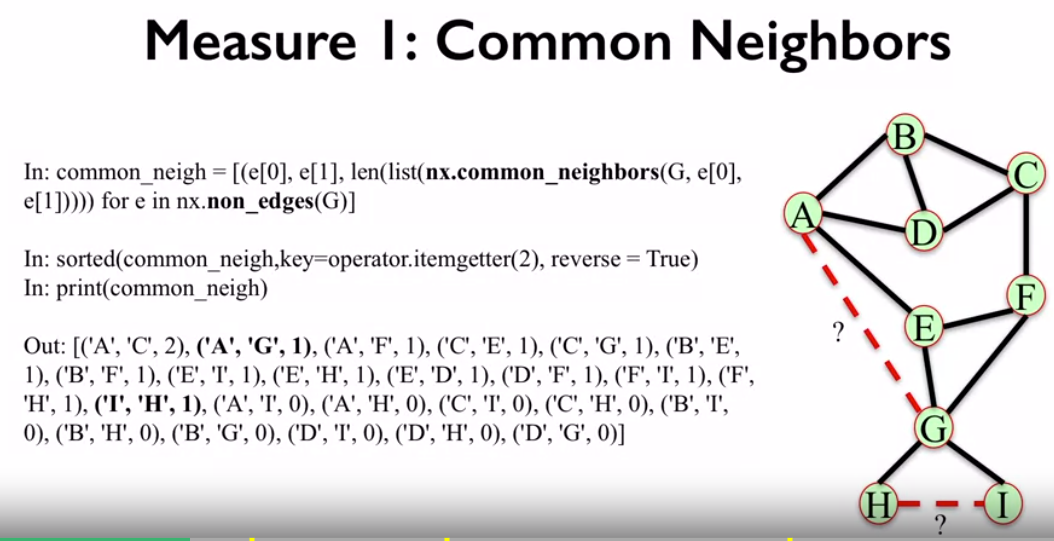 Measure 1: Common Neighbors
In: common_neigh = [(e[0], e[1], len(list(nx.common_neighbors(G, e[0],
e[1])))) for e in nx.non_edges(G)]
In: sorted(common_neigh,key=operator.itemgetter(2), reverse = True)
In: print(common_neigh)
Out: [('A', 'C', 2), ('A', 'G', 1), ('A', 'F', 1), ('C', 'E', 1), ('C', 'G', 1), ('B', 'E',
1), ('B', 'F', 1), ('E', 'I', 1), ('E', 'H', 1), ('E', 'D', 1), ('D', 'F', 1), ('F', 'I', 1), ('F',
'H', 1), ('I', 'H', 1), ('A', 'I', 0), ('A', 'H', 0), ('C', 'I', 0), ('C', 'H', 0), ('B', 'I',
0), ('B', 'H', 0), ('B', 'G', 0), ('D', 'I', 0), ('D', 'H', 0), ('D', 'G', 0)]
B
C
A
D
F
E
?
G
H
I
?